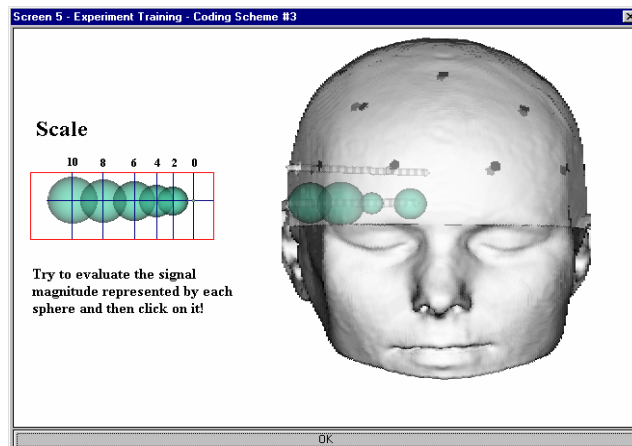 Screen 5 - Experiment Training - Coding Scheme #3
Scale
10 8 6 4 2 0
Try to evaluate the signal
magnitude represented by each
sphere and then click on it!
OK